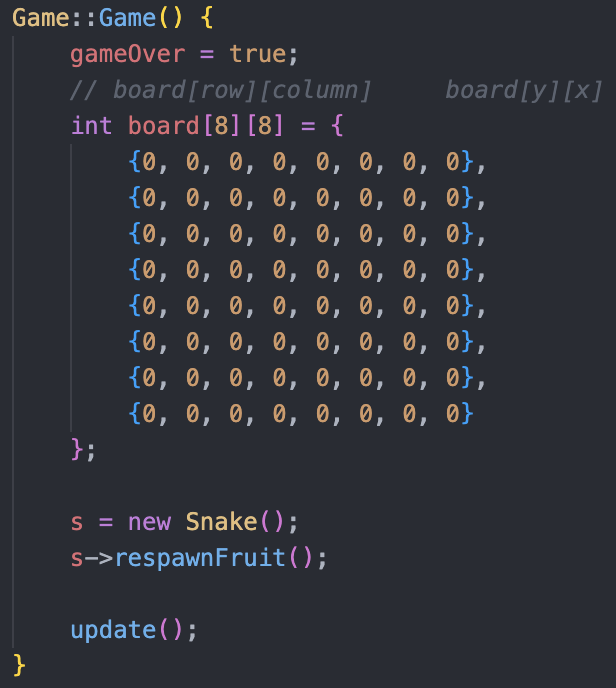 Game::Game() {
    gameOver = true;
    // board[row][column]     board[y][x]
    int board[8][8] = {
        {0, 0, 0, 0, 0, 0, 0, 0},
        {0, 0, 0, 0, 0, 0, 0, 0},
        {0, 0, 0, 0, 0, 0, 0, 0},
        {0, 0, 0, 0, 0, 0, 0, 0},
        {0, 0, 0, 0, 0, 0, 0, 0},
        {0, 0, 0, 0, 0, 0, 0, 0},
        {0, 0, 0, 0, 0, 0, 0, 0},
        {0, 0, 0, 0, 0, 0, 0, 0}
    };

    s = new Snake();
    s->respawnFruit();

    update();
}